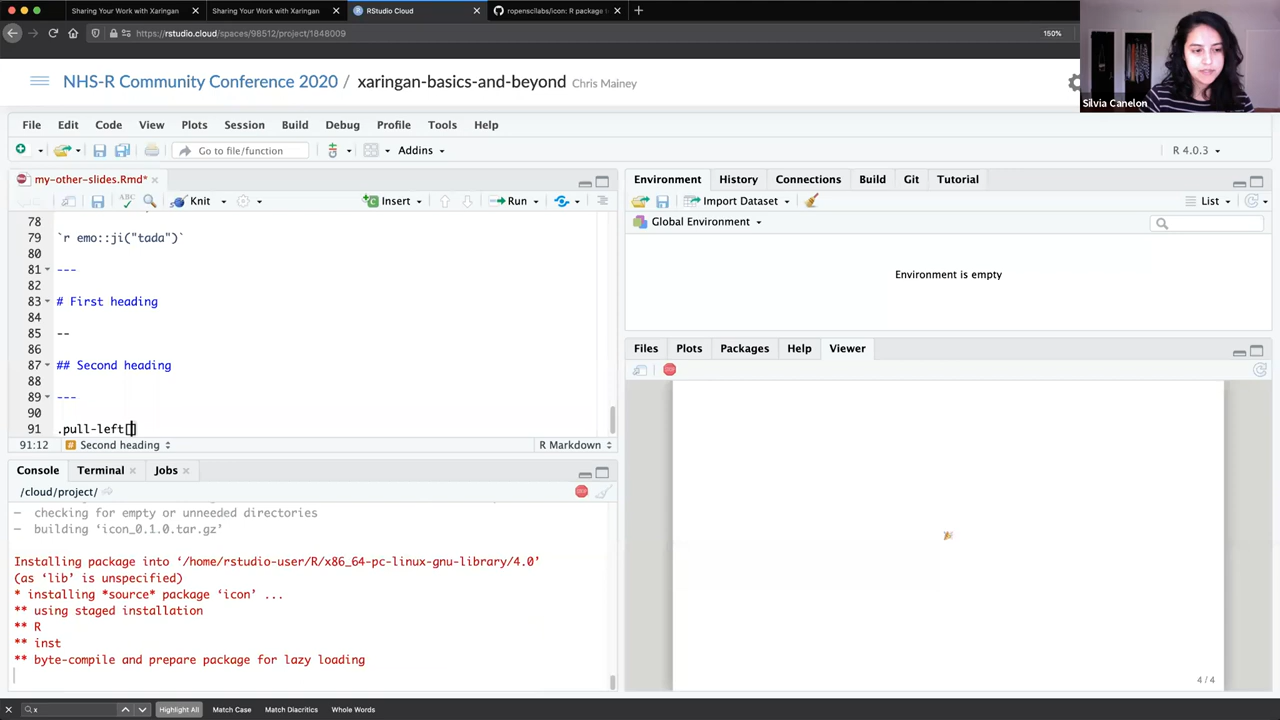 Sharing Your Work with Xaringan ×
Sharing Your Work with Xaringan ×
RStudio Cloud ×
ropenscilabs/icon: R package ×
https://rstudio.cloud/spaces/98512/project/1848009 150%
NHS-R Community Conference 2020 / xaringan-basics-and-beyond Chris Mainey
Silvia Canelon
File Edit Code View Plots Session Build Debug Profile Tools Help
Go to file/function Addins R 4.0.3
my-other-slides.Rmd*
ABC Knit Insert Run
78
79 `r emo::ji("tada")`
80
81 ---
82
83 # First heading
84
85 --
86
87 ## Second heading
88
89 ---
90
91 .pull-left[]
91:12 # Second heading R Markdown
Console Terminal Jobs
/cloud/project/
– checking for empty or unneeded directories
– building ‘icon_0.1.0.tar.gz’
Installing package into ‘/home/rstudio-user/R/x86_64-pc-linux-gnu-library/4.0’
(as ‘lib’ is unspecified)
* installing *source* package ‘icon’ ...
** using staged installation
** R
** inst
** byte-compile and prepare package for lazy loading
Environment History Connections Build Git Tutorial
Import Dataset List
Global Environment
Environment is empty
Files Plots Packages Help Viewer
4 / 4
x Highlight All Match Case Match Diacritics Whole Words